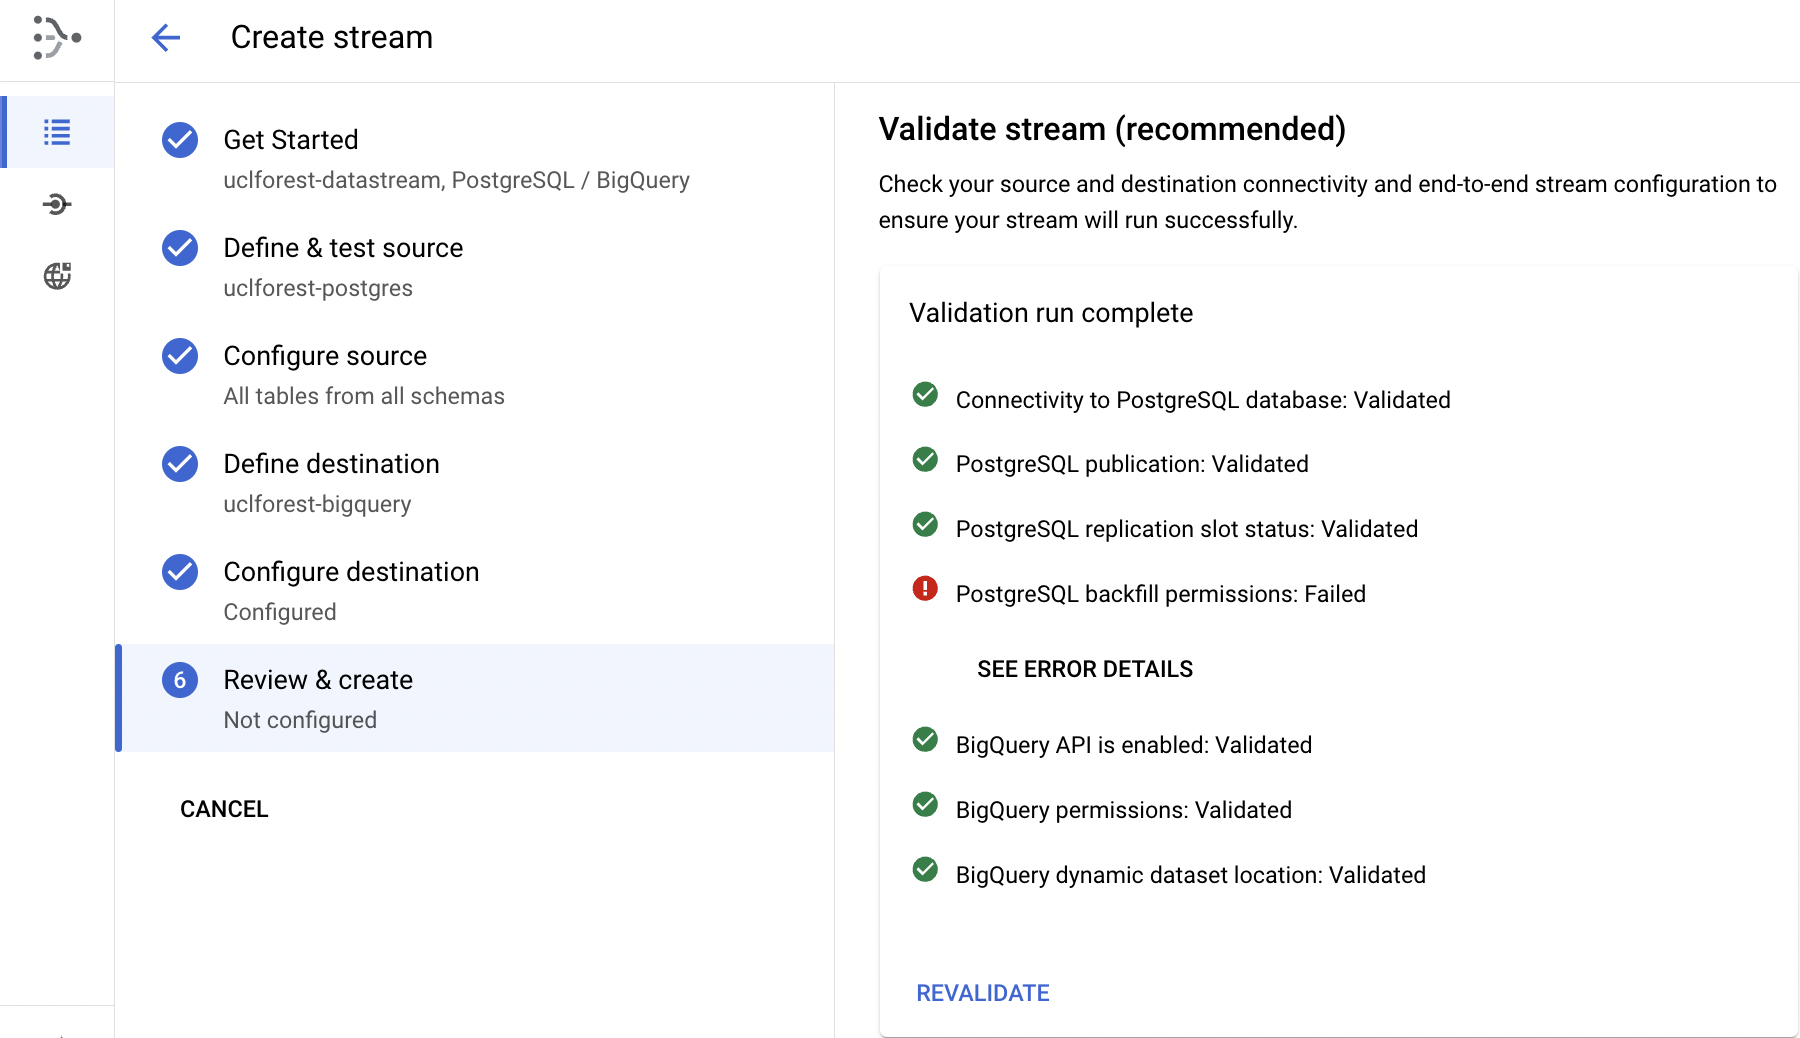 Create stream
Get Started
uclforest-datastream, PostgreSQL / BigQuery
Define & test source
uclforest-postgres
Configure source
All tables from all schemas
Define destination
uclforest-bigquery
Configure destination
Configured
6
Review & create
Not configured
CANCEL
Validate stream (recommended)
Check your source and destination connectivity and end-to-end stream configuration to
ensure your stream will run successfully.
Validation run complete
Connectivity to PostgreSQL database: Validated
PostgreSQL publication: Validated
PostgreSQL replication slot status: Validated
PostgreSQL backfill permissions: Failed
SEE ERROR DETAILS
BigQuery API is enabled: Validated
BigQuery permissions: Validated
BigQuery dynamic dataset location: Validated
REVALIDATE